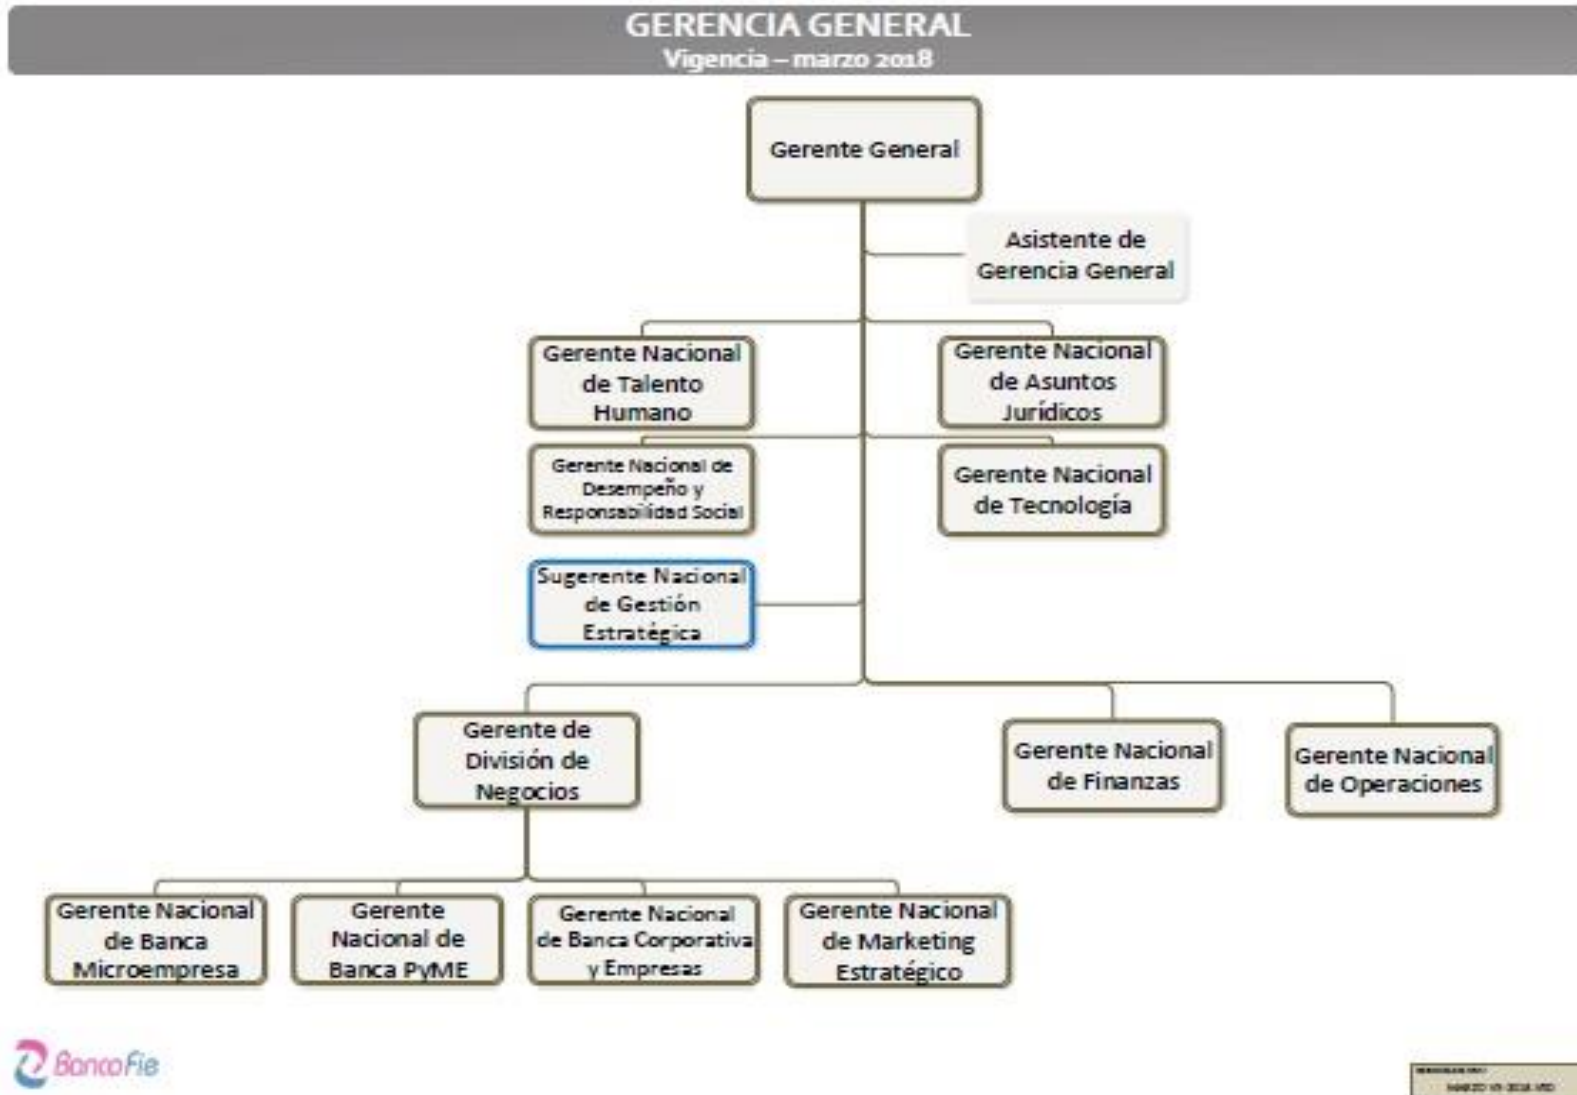 GERENCIA GENERAL
Vigencia – marzo 2018
Gerente General
Asistente de
Gerencia General
Gerente Nacional
de Talento
Humano
Gerente Nacional
de Asuntos
Jurídicos
Gerente Nacional de
Desempeño y
Responsabilidad Social
Gerente Nacional
de Tecnología
Sugerente Nacional
de Gestión
Estratégica
Gerente de
División de
Negocios
Gerente Nacional
de Finanzas
Gerente Nacional
de Operaciones
Gerente Nacional
de Banca
Microempresa
Gerente
Nacional de
Banca PyME
Gerente Nacional
de Banca Corporativa
y Empresas
Gerente Nacional
de Marketing
Estratégico
BancoFie